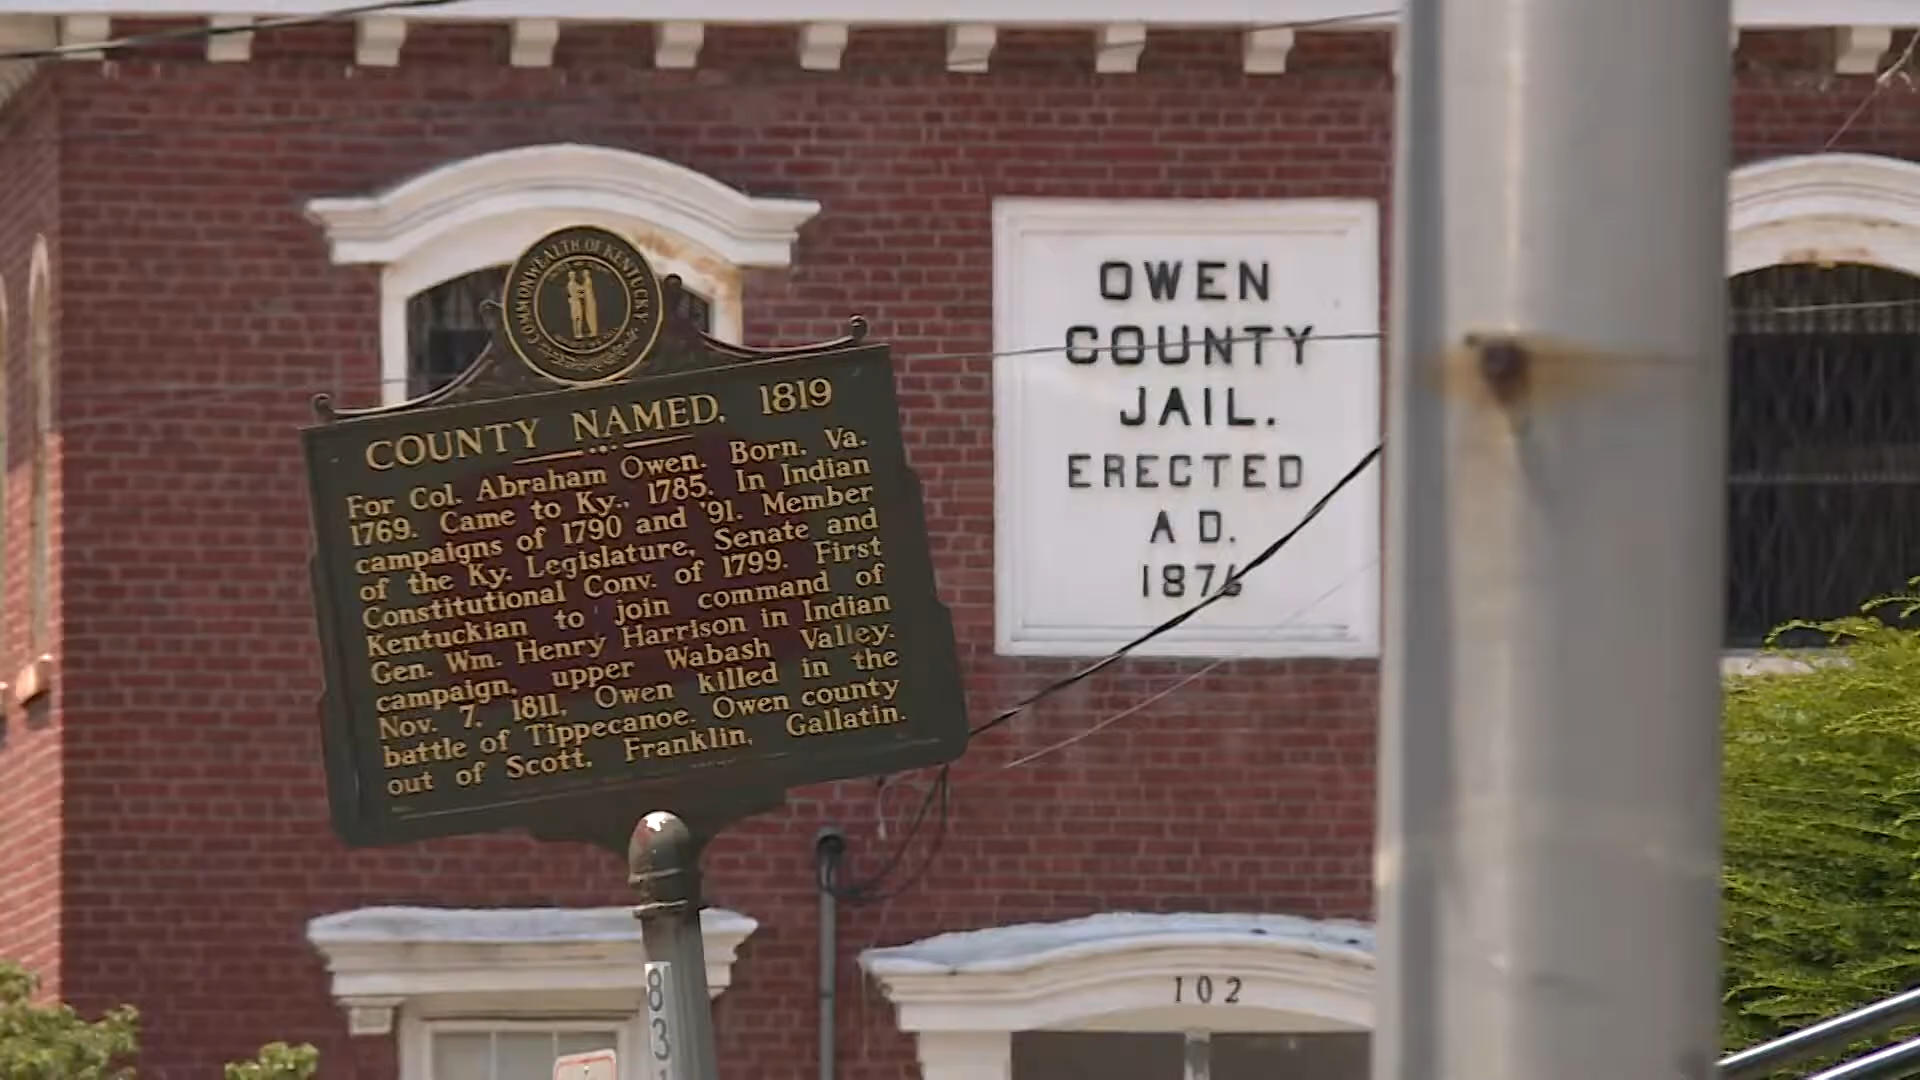 COMMONWEALTH OF KENTUCKY
COUNTY NAMED, 1819
For Col. Abraham Owen. Born, Va.
1769. Came to Ky., 1785. In Indian
campaigns of 1790 and '91. Member
of the Ky. Legislature, Senate and
Constitutional Conv. of 1799. First
Kentuckian to join command of
Gen. Wm. Henry Harrison in Indian
campaign, upper Wabash Valley.
Nov. 7, 1811, Owen killed in the
battle of Tippecanoe. Owen county
out of Scott, Franklin, Gallatin.
OWEN
COUNTY
JAIL.
ERECTED
A D.
1876
102
83